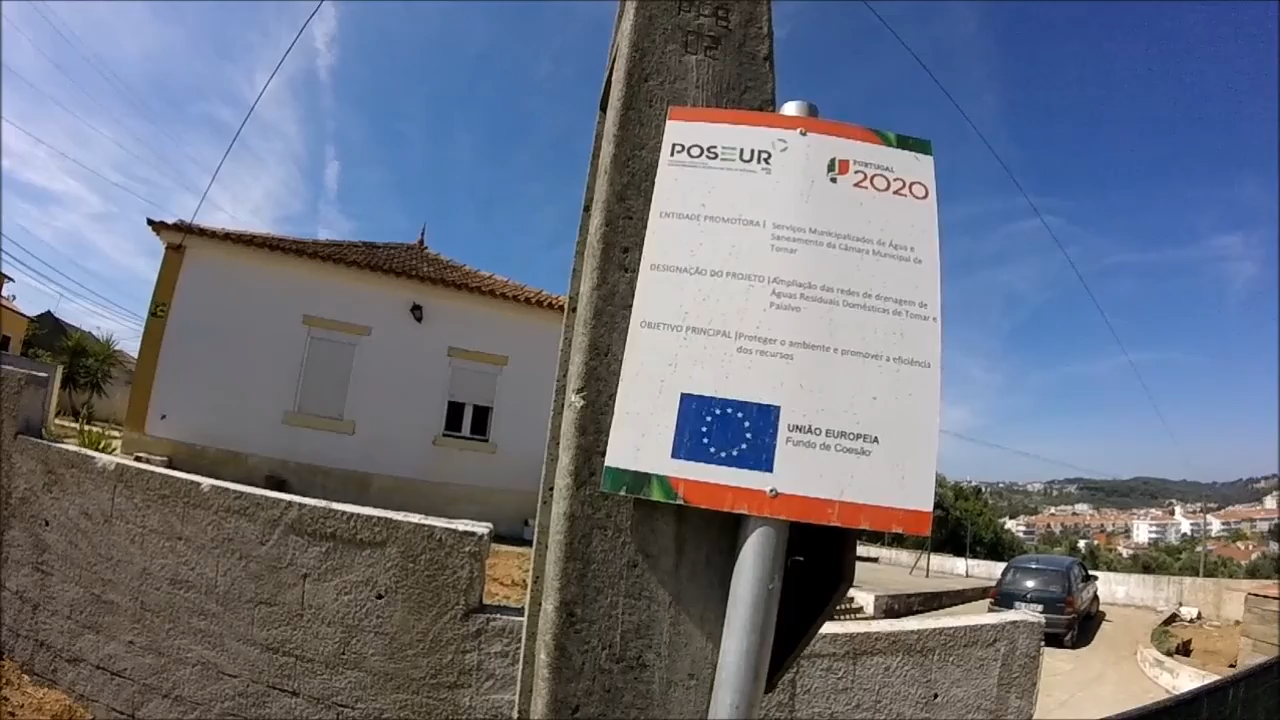 02
POSEUR
PORTUGAL
2020
ENTIDADE PROMOTORA | Serviços Municipalizados de Água e
Saneamento da Câmara Municipal de
Tomar
DESIGNAÇÃO DO PROJETO | Ampliação das redes de drenagem de
Águas Residuais Domésticas de Tomar e
Paialvo
OBJETIVO PRINCIPAL | Proteger o ambiente e promover a eficiência
dos recursos
UNIÃO EUROPEIA
Fundo de Coesão